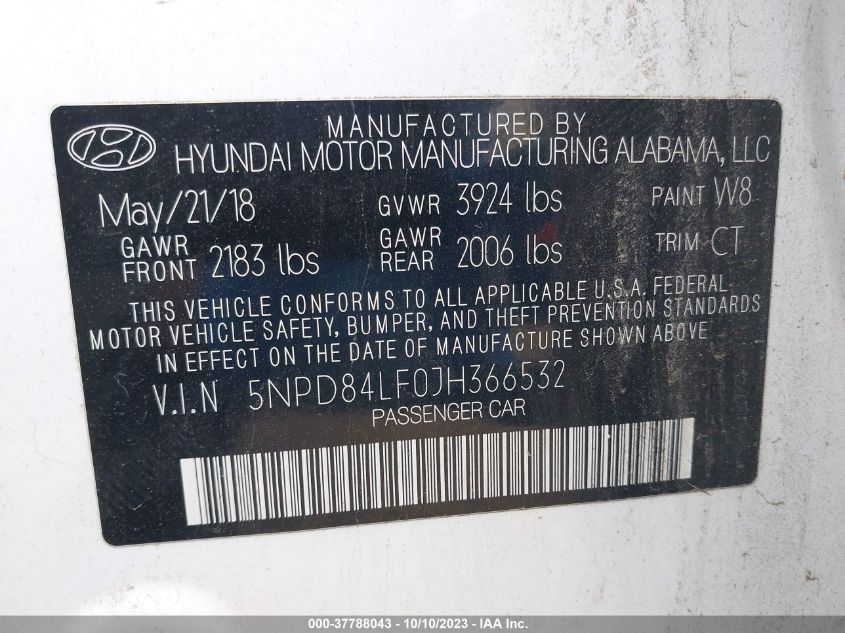 MANUFACTURED BY
HYUNDAI MOTOR MANUFACTURING ALABAMA, LLC
May/21/18 GVWR 3924 lbs PAINT W8
GAWR FRONT 2183 lbs GAWR REAR 2006 lbs TRIM CT
THIS VEHICLE CONFORMS TO ALL APPLICABLE U.S.A. FEDERAL
MOTOR VEHICLE SAFETY, BUMPER, AND THEFT PREVENTION STANDARDS
IN EFFECT ON THE DATE OF MANUFACTURE SHOWN ABOVE
V.I.N 5NPD84LF0JH366532
PASSENGER CAR
000-37788043 - 10/10/2023 - IAA Inc.